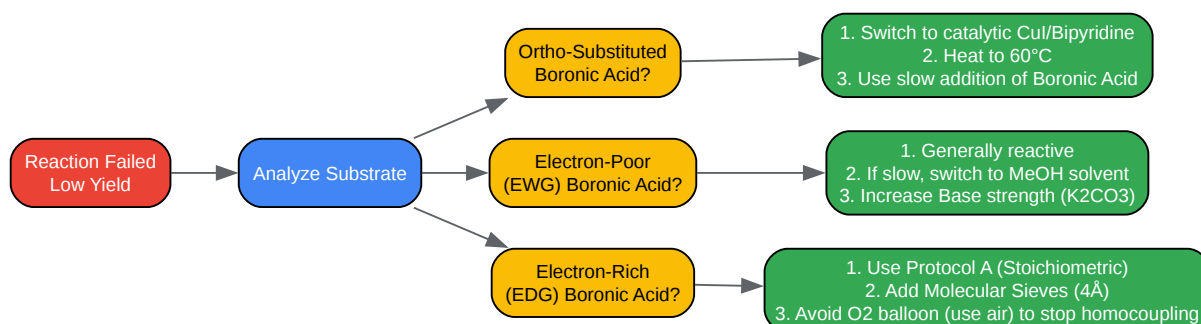 Reaction Failed
Low Yield
Analyze Substrate
Ortho-Substituted
Boronic Acid?
1. Switch to catalytic CuI/Bipyridine
2. Heat to 60°C
3. Use slow addition of Boronic Acid
Electron-Poor
(EWG) Boronic Acid?
1. Generally reactive
2. If slow, switch to MeOH solvent
3. Increase Base strength (K2CO3)
Electron-Rich
(EDG) Boronic Acid?
1. Use Protocol A (Stoichiometric)
2. Add Molecular Sieves (4Å)
3. Avoid O2 balloon (use air) to stop homocoupling